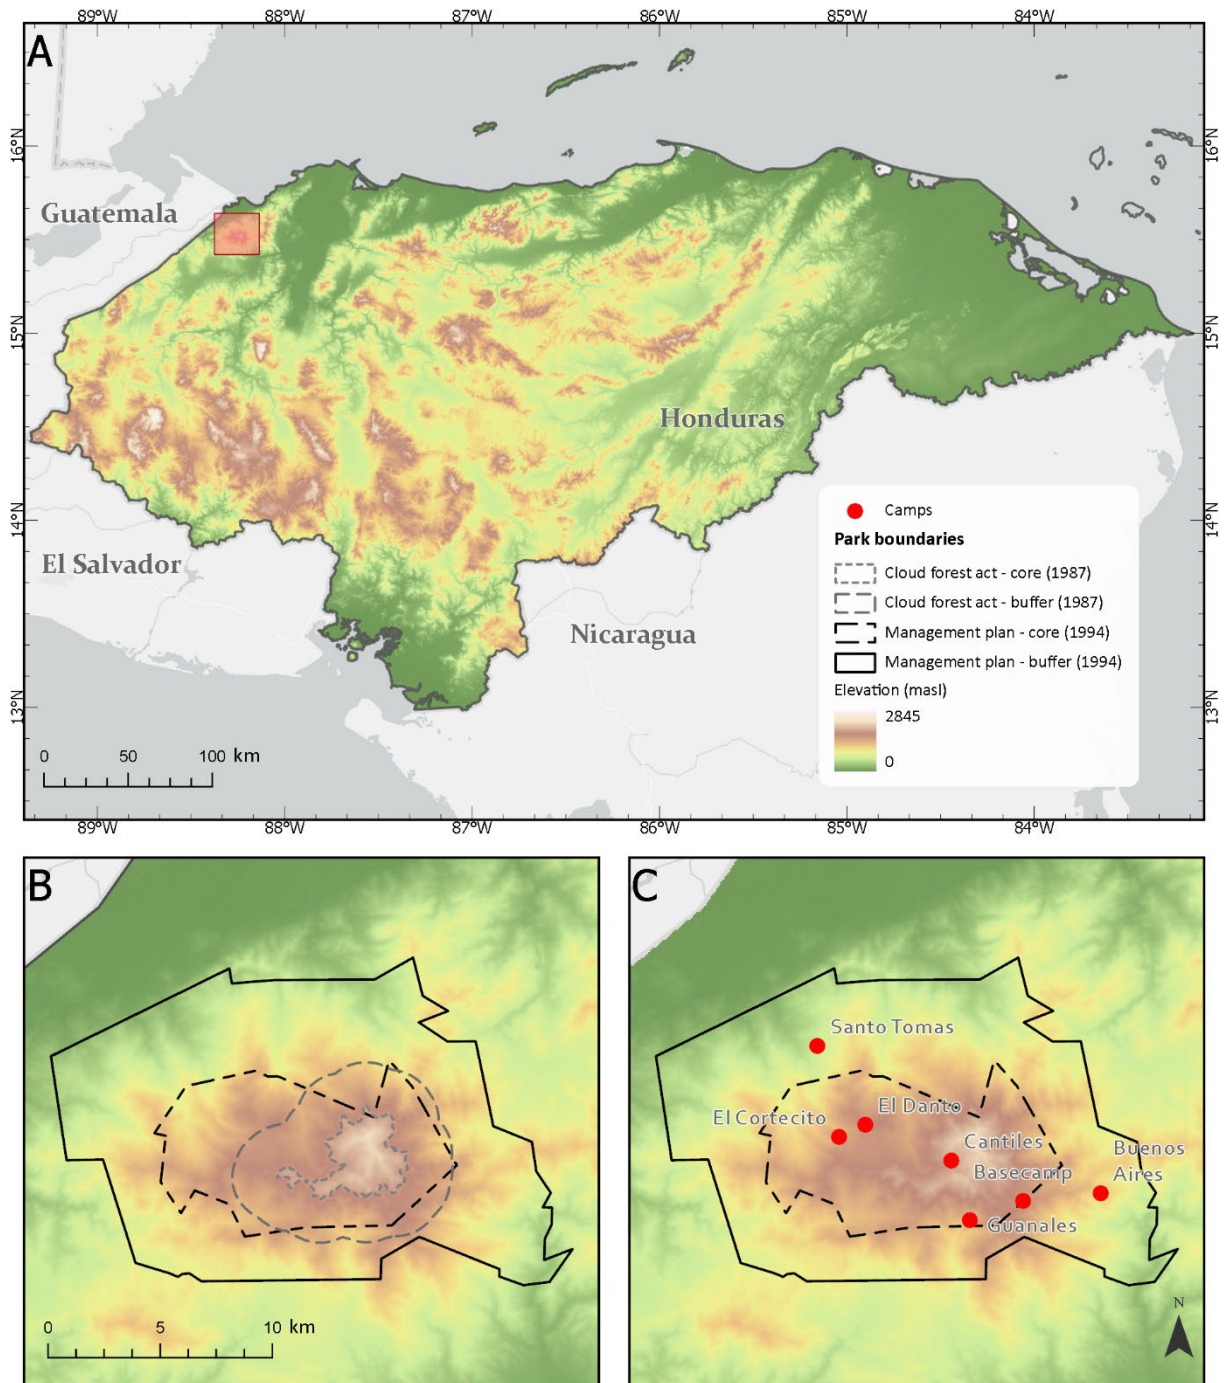 89°W 88°W 87°W 86°W 85°W 84°W
A
16°N 16°N
Guatemala
15°N 15°N
Honduras
14°N 14°N
El Salvador
Nicaragua
13°N 13°N
Camps
Park boundaries
Cloud forest act - core (1987)
Cloud forest act - buffer (1987)
Management plan - core (1994)
Management plan - buffer (1994)
Elevation (masl)
2845
0
0 50 100 km
89°W 88°W 87°W 86°W 85°W 84°W
B
0 5 10 km
C
Santo Tomas
El Danto
El Cortecito
Cantiles
Buenos
Aires
Basecamp
Guanales
N